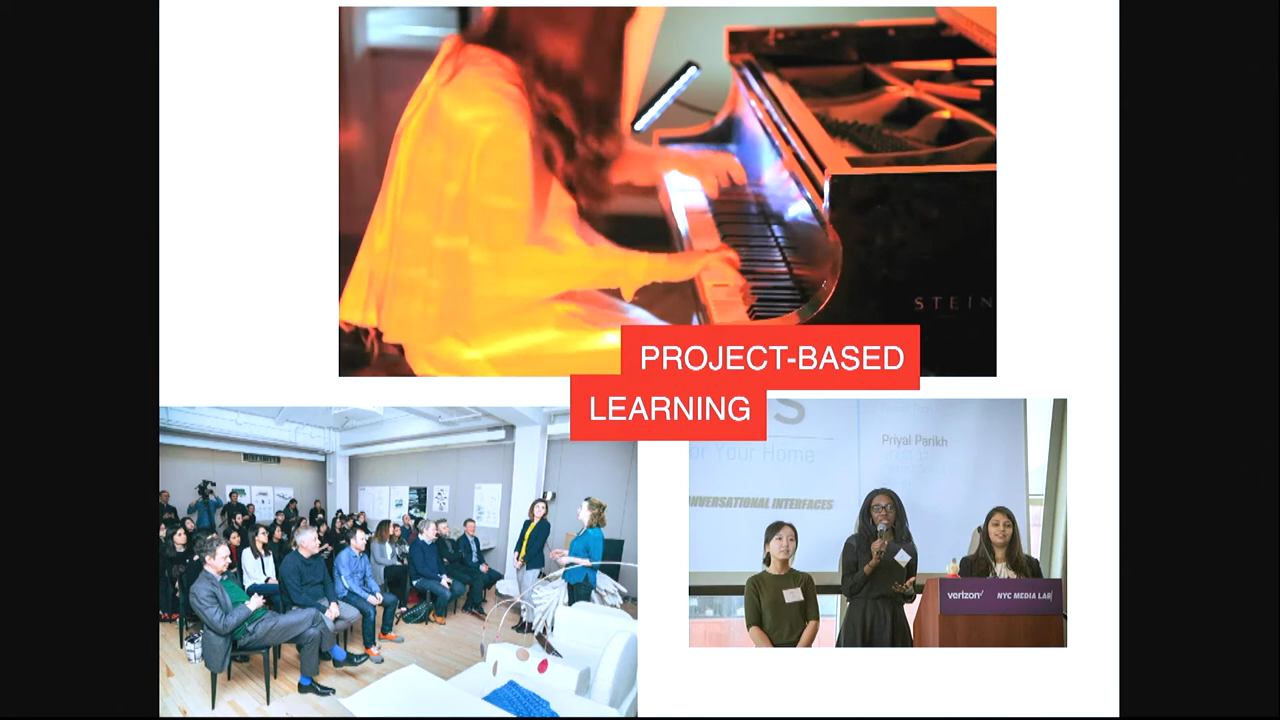 STEIN
PROJECT-BASED
LEARNING
S
or Your Home
Priyal Parikh
NVERSATIONAL INTERFACES
verizon
NYC MEDIA LAB